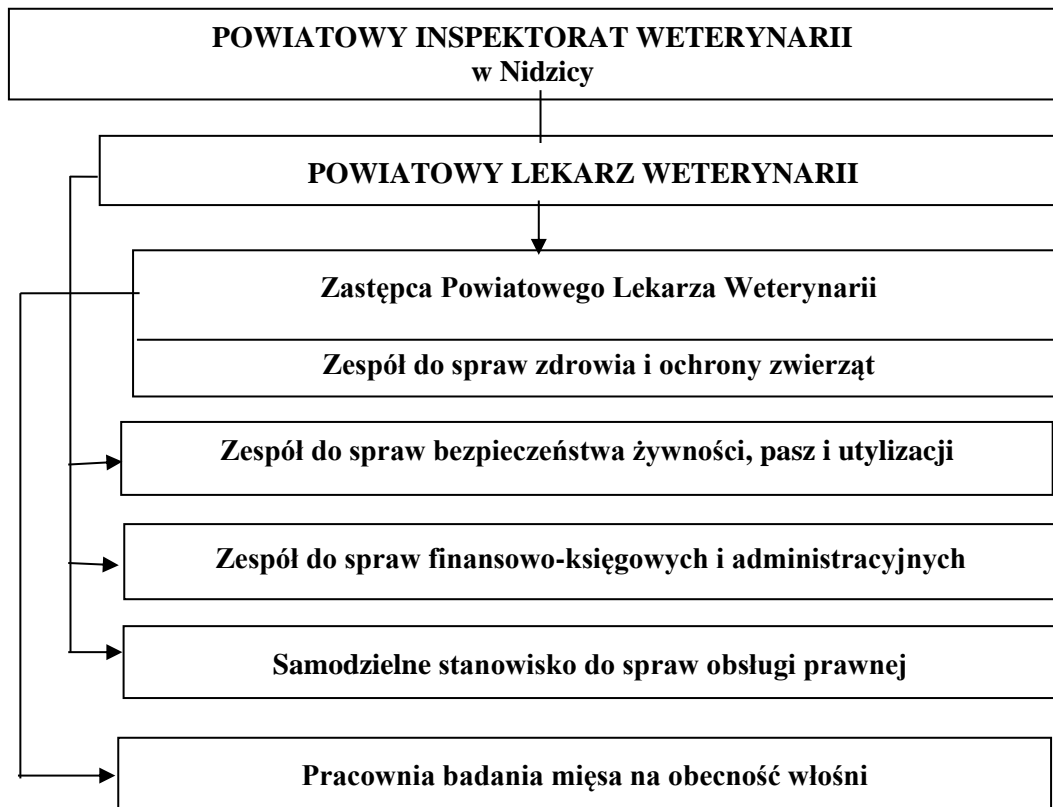 POWIATOWY INSPEKTORAT WETERYNARII
w Nidzicy
POWIATOWY LEKARZ WETERYNARII
Zastępca Powiatowego Lekarza Weterynarii
Zespół do spraw zdrowia i ochrony zwierząt
Zespół do spraw bezpieczeństwa żywności, pasz i utylizacji
Zespół do spraw finansowo-księgowych i administracyjnych
Samodzielne stanowisko do spraw obsługi prawnej
Pracownia badania mięsa na obecność włośni